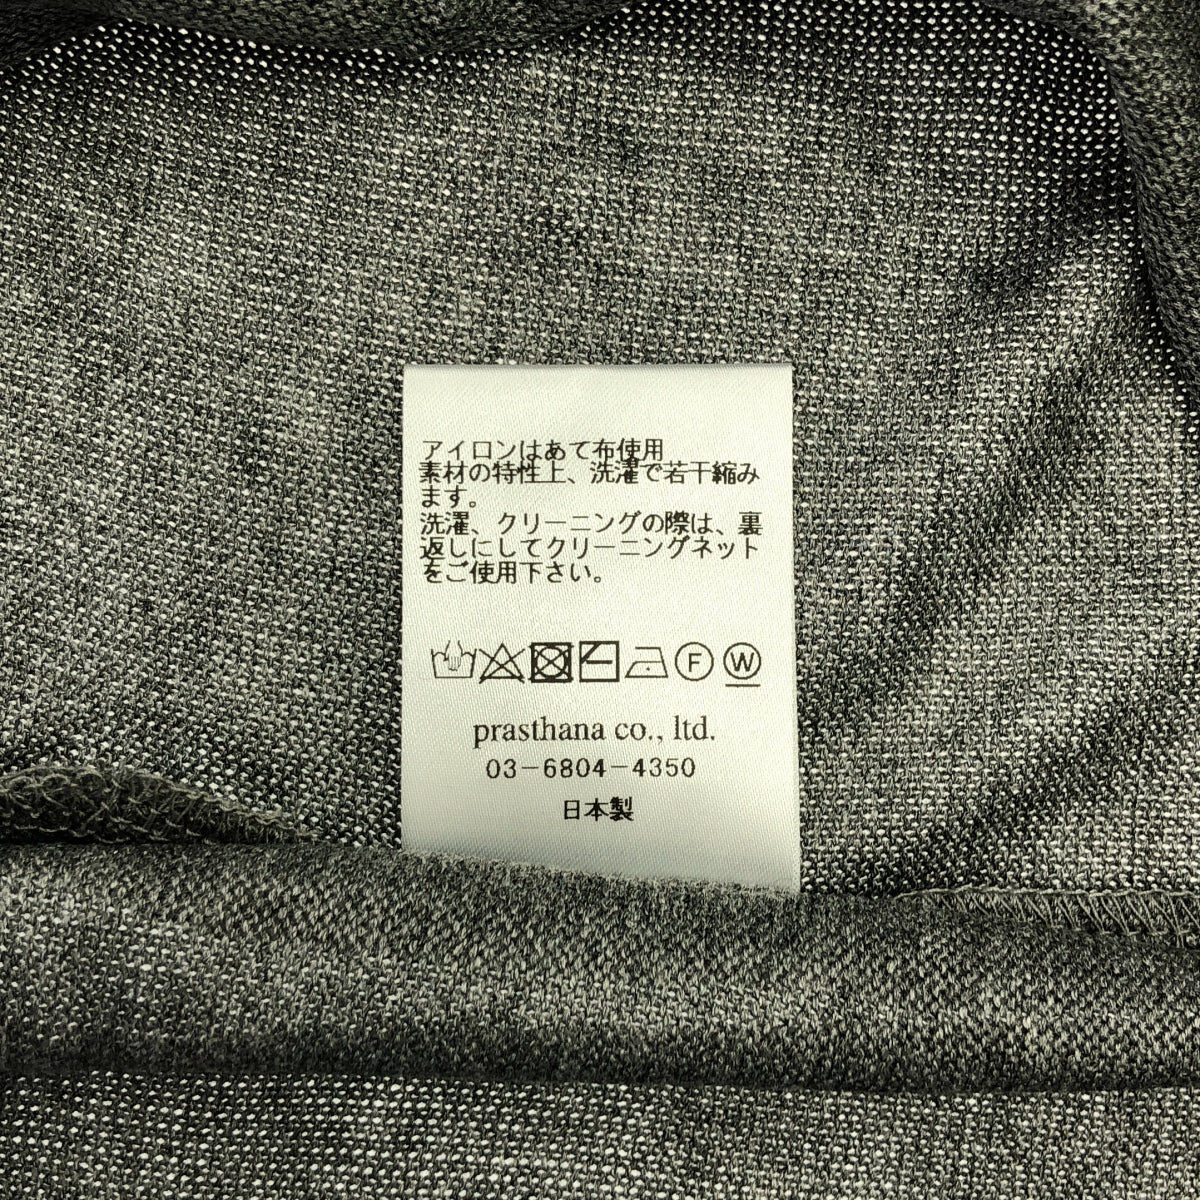 アイロンはあて布使用
素材の特性上、洗濯で若干縮み
ます。
洗濯、クリーニングの際は、裏
返しにしてクリーニングネット
をご使用下さい。
F W
prasthana co., ltd.
03-6804-4350
日本製